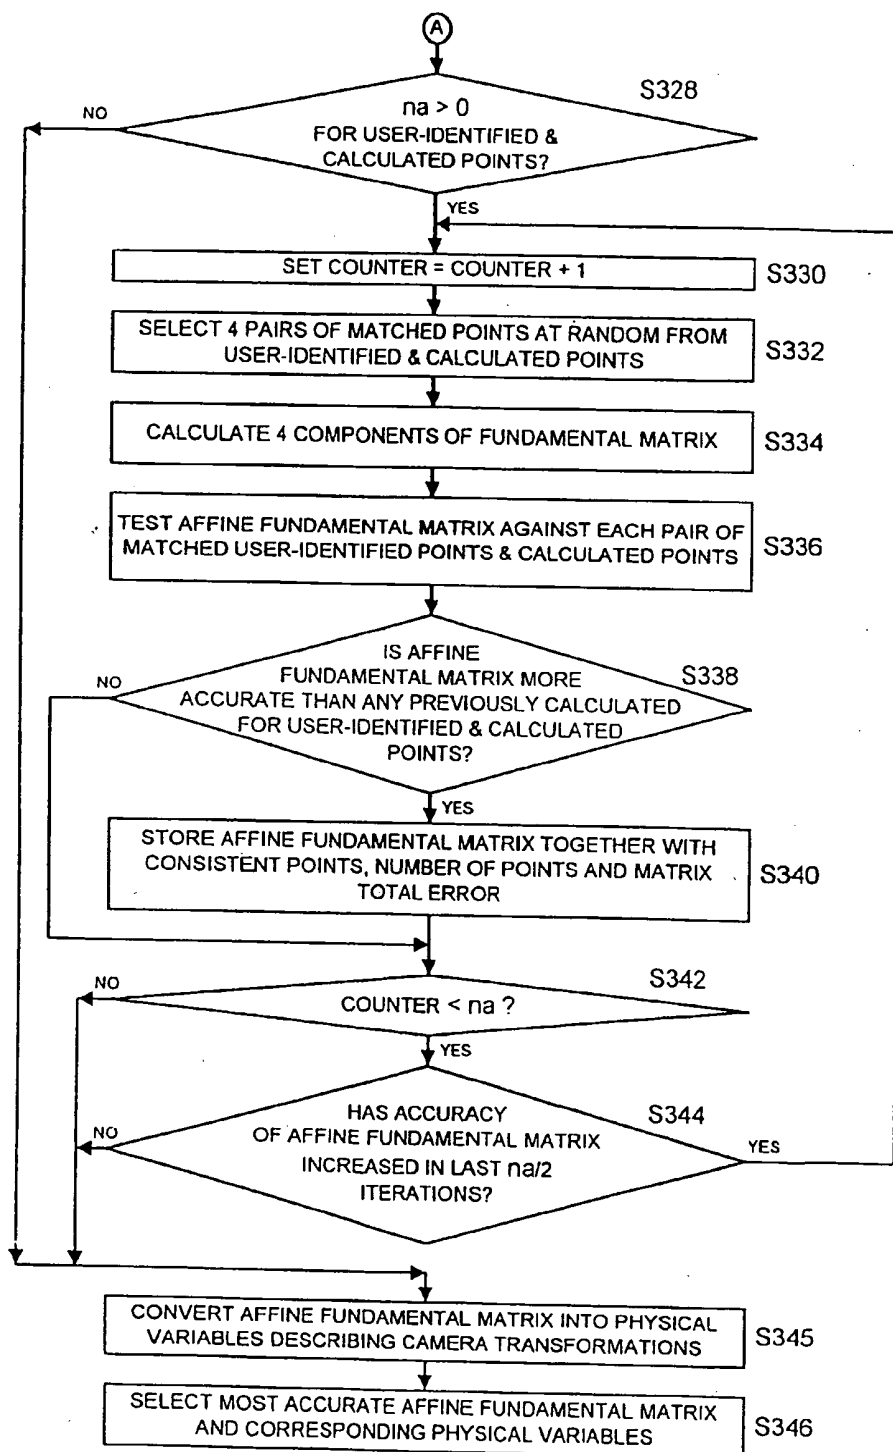 A
na > 0
FOR USER-IDENTIFIED &
CALCULATED POINTS?
S328
NO
YES
SET COUNTER = COUNTER + 1
S330
SELECT 4 PAIRS OF MATCHED POINTS AT RANDOM FROM
USER-IDENTIFIED & CALCULATED POINTS
S332
CALCULATE 4 COMPONENTS OF FUNDAMENTAL MATRIX
S334
TEST AFFINE FUNDAMENTAL MATRIX AGAINST EACH PAIR OF
MATCHED USER-IDENTIFIED POINTS & CALCULATED POINTS
S336
IS AFFINE
FUNDAMENTAL MATRIX MORE
ACCURATE THAN ANY PREVIOUSLY CALCULATED
FOR USER-IDENTIFIED & CALCULATED
POINTS?
S338
NO
YES
STORE AFFINE FUNDAMENTAL MATRIX TOGETHER WITH
CONSISTENT POINTS, NUMBER OF POINTS AND MATRIX
TOTAL ERROR
S340
COUNTER < na ?
S342
NO
YES
HAS ACCURACY
OF AFFINE FUNDAMENTAL MATRIX
INCREASED IN LAST na/2
ITERATIONS?
S344
NO
YES
CONVERT AFFINE FUNDAMENTAL MATRIX INTO PHYSICAL
VARIABLES DESCRIBING CAMERA TRANSFORMATIONS
S345
SELECT MOST ACCURATE AFFINE FUNDAMENTAL MATRIX
AND CORRESPONDING PHYSICAL VARIABLES
S346